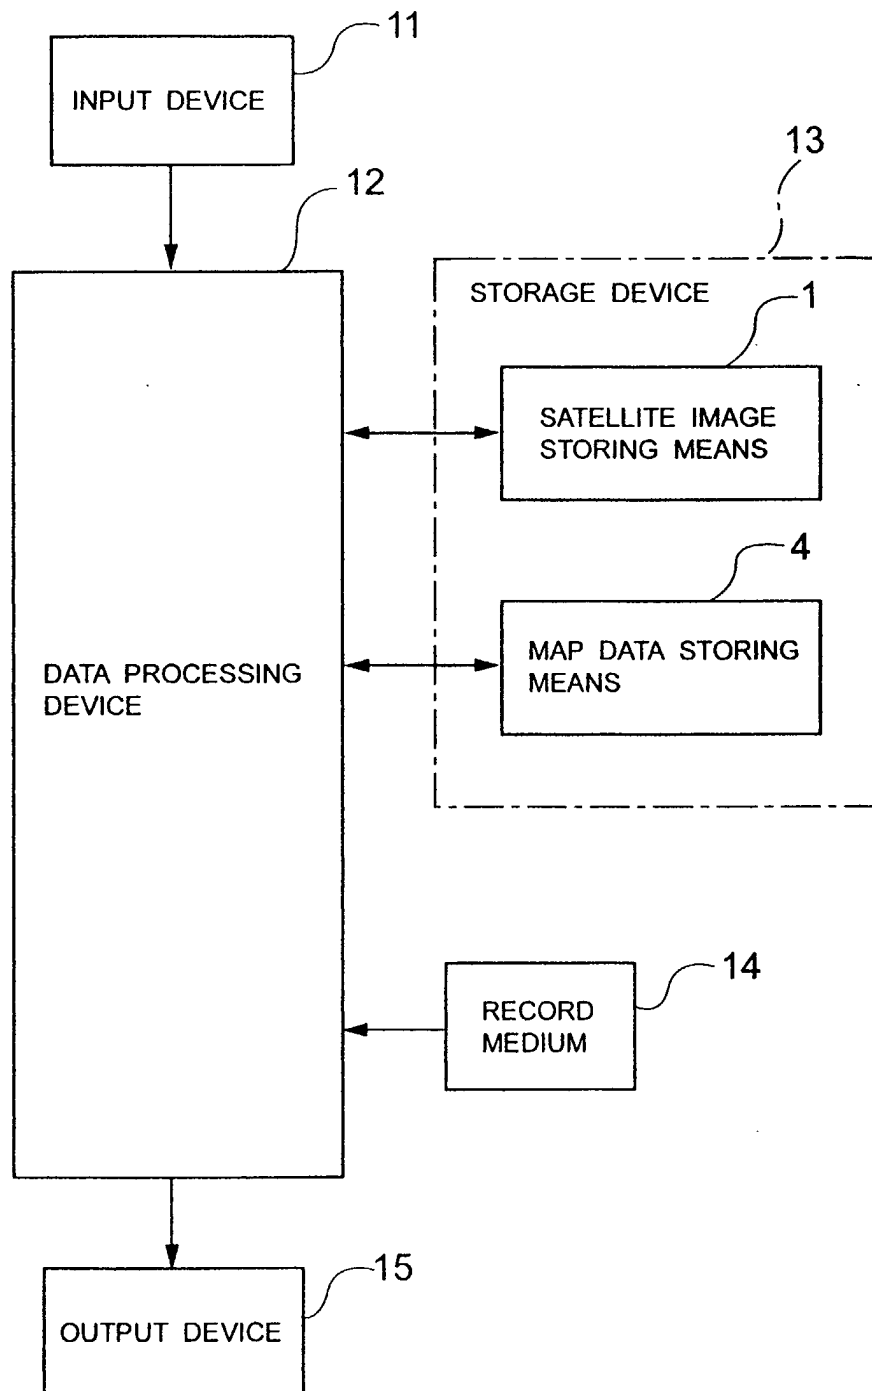 11
INPUT DEVICE
12
13
STORAGE DEVICE
1
SATELLITE IMAGE
STORING MEANS
4
MAP DATA STORING
MEANS
DATA PROCESSING
DEVICE
14
RECORD
MEDIUM
15
OUTPUT DEVICE